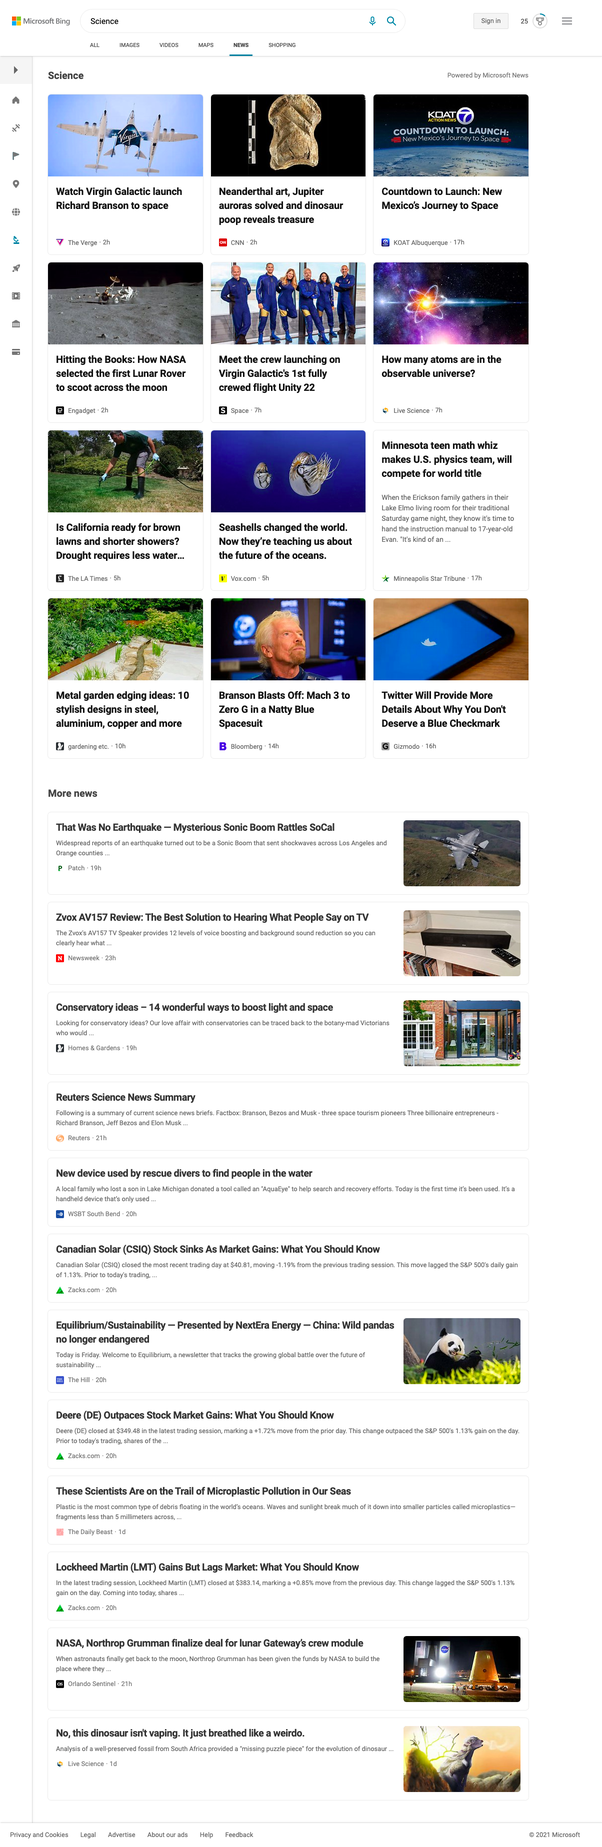 Microsoft Bing
Science
Sign in
25
ALL
IMAGES
VIDEOS
MAPS
NEWS
SHOPPING
Science
Powered by Microsoft News
Virgin
KOAT 7
ACTION NEWS
COUNTDOWN TO LAUNCH:
New Mexico's Journey to Space
Watch Virgin Galactic launch
Richard Branson to space
The Verge · 2h
Neanderthal art, Jupiter
auroras solved and dinosaur
poop reveals treasure
CNN · 2h
Countdown to Launch: New
Mexico's Journey to Space
KOAT Albuquerque · 17h
Hitting the Books: How NASA
selected the first Lunar Rover
to scoot across the moon
Engadget · 2h
Meet the crew launching on
Virgin Galactic's 1st fully
crewed flight Unity 22
Space · 7h
How many atoms are in the
observable universe?
Live Science · 7h
Is California ready for brown
lawns and shorter showers?
Drought requires less water...
The LA Times · 5h
Seashells changed the world.
Now they're teaching us about
the future of the oceans.
Vox.com · 5h
Minnesota teen math whiz
makes U.S. physics team, will
compete for world title
When the Erickson family gathers in their
Lake Elmo living room for their traditional
Saturday game night, they know it's time to
hand the instruction manual to 17-year-old
Evan. "It's kind of an ...
Minneapolis Star Tribune · 17h
Metal garden edging ideas: 10
stylish designs in steel,
aluminium, copper and more
gardening etc. · 10h
Branson Blasts Off: Mach 3 to
Zero G in a Natty Blue
Spacesuit
Bloomberg · 14h
Twitter Will Provide More
Details About Why You Don't
Deserve a Blue Checkmark
Gizmodo · 16h
More news
That Was No Earthquake — Mysterious Sonic Boom Rattles SoCal
Widespread reports of an earthquake turned out to be a Sonic Boom that sent shockwaves across Los Angeles and
Orange counties ...
Patch · 19h
Zvox AV157 Review: The Best Solution to Hearing What People Say on TV
The Zvox's AV157 TV Speaker provides 12 levels of voice boosting and background sound reduction so you can
clearly hear what ...
Newsweek · 23h
Conservatory ideas – 14 wonderful ways to boost light and space
Looking for conservatory ideas? Our love affair with conservatories can be traced back to the botany-mad Victorians
who would ...
Homes & Gardens · 19h
Reuters Science News Summary
Following is a summary of current science news briefs. Factbox: Branson, Bezos and Musk - three space tourism pioneers Three billionaire entrepreneurs -
Richard Branson, Jeff Bezos and Elon Musk ...
Reuters · 21h
New device used by rescue divers to find people in the water
A local family who lost a son in Lake Michigan donated a tool called an "AquaEye" to help search and recovery efforts. Today is the first time it's been used. It's a
handheld device that's only used ...
WSBT South Bend · 20h
Canadian Solar (CSIQ) Stock Sinks As Market Gains: What You Should Know
Canadian Solar (CSIQ) closed the most recent trading day at $40.81, moving -1.19% from the previous trading session. This move lagged the S&P 500's daily gain
of 1.13%. Prior to today's trading, ...
Zacks.com · 20h
Equilibrium/Sustainability — Presented by NextEra Energy — China: Wild pandas
no longer endangered
Today is Friday. Welcome to Equilibrium, a newsletter that tracks the growing global battle over the future of
sustainability ...
The Hill · 20h
Deere (DE) Outpaces Stock Market Gains: What You Should Know
Deere (DE) closed at $349.48 in the latest trading session, marking a +1.72% move from the prior day. This change outpaced the S&P 500's 1.13% gain on the day.
Prior to today's trading, shares of the ...
Zacks.com · 20h
These Scientists Are on the Trail of Microplastic Pollution in Our Seas
Plastic is the most common type of debris floating in the world's oceans. Waves and sunlight break much of it down into smaller particles called microplastics—
fragments less than 5 millimeters across, ...
The Daily Beast · 1d
Lockheed Martin (LMT) Gains But Lags Market: What You Should Know
In the latest trading session, Lockheed Martin (LMT) closed at $383.14, marking a +0.85% move from the previous day. This change lagged the S&P 500's 1.13%
gain on the day. Coming into today, shares ...
Zacks.com · 20h
NASA, Northrop Grumman finalize deal for lunar Gateway's crew module
When astronauts finally get back to the moon, Northrop Grumman has been given the funds by NASA to build the
place where they ...
Orlando Sentinel · 21h
No, this dinosaur isn't vaping. It just breathed like a weirdo.
Analysis of a well-preserved fossil from South Africa provided a "missing puzzle piece" for the evolution of dinosaur ...
Live Science · 1d
Privacy and Cookies
Legal
Advertise
About our ads
Help
Feedback
© 2021 Microsoft